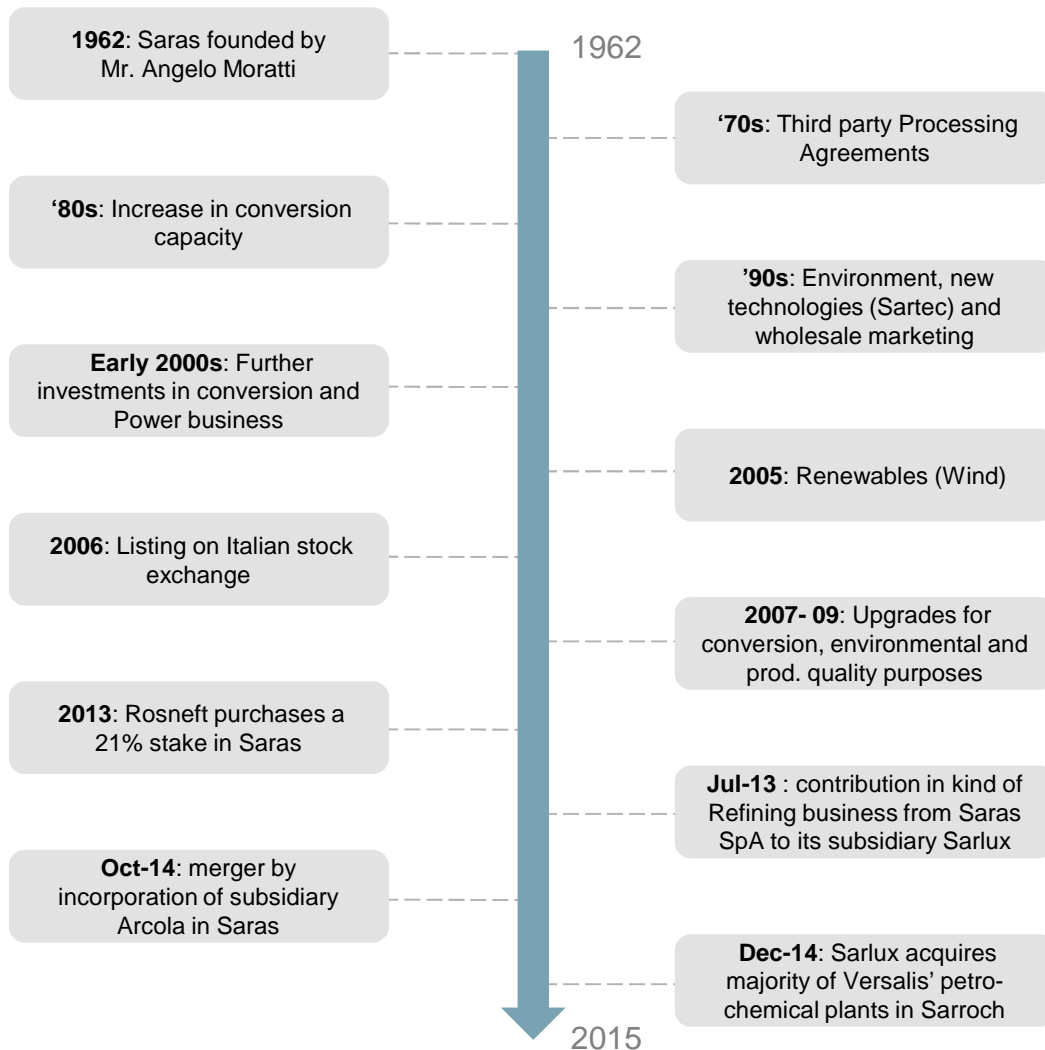 1962: Saras founded by
Mr. Angelo Moratti
1962
‘70s: Third party Processing
Agreements
‘80s: Increase in conversion
capacity
’90s: Environment, new
technologies (Sartec) and
wholesale marketing
Early 2000s: Further
investments in conversion and
Power business
2005: Renewables (Wind)
2006: Listing on Italian stock
exchange
2007- 09: Upgrades for
conversion, environmental and
prod. quality purposes
2013: Rosneft purchases a
21% stake in Saras
Jul-13 : contribution in kind of
Refining business from Saras
SpA to its subsidiary Sarlux
Oct-14: merger by
incorporation of subsidiary
Arcola in Saras
Dec-14: Sarlux acquires
majority of Versalis’ petro-
chemical plants in Sarroch
2015